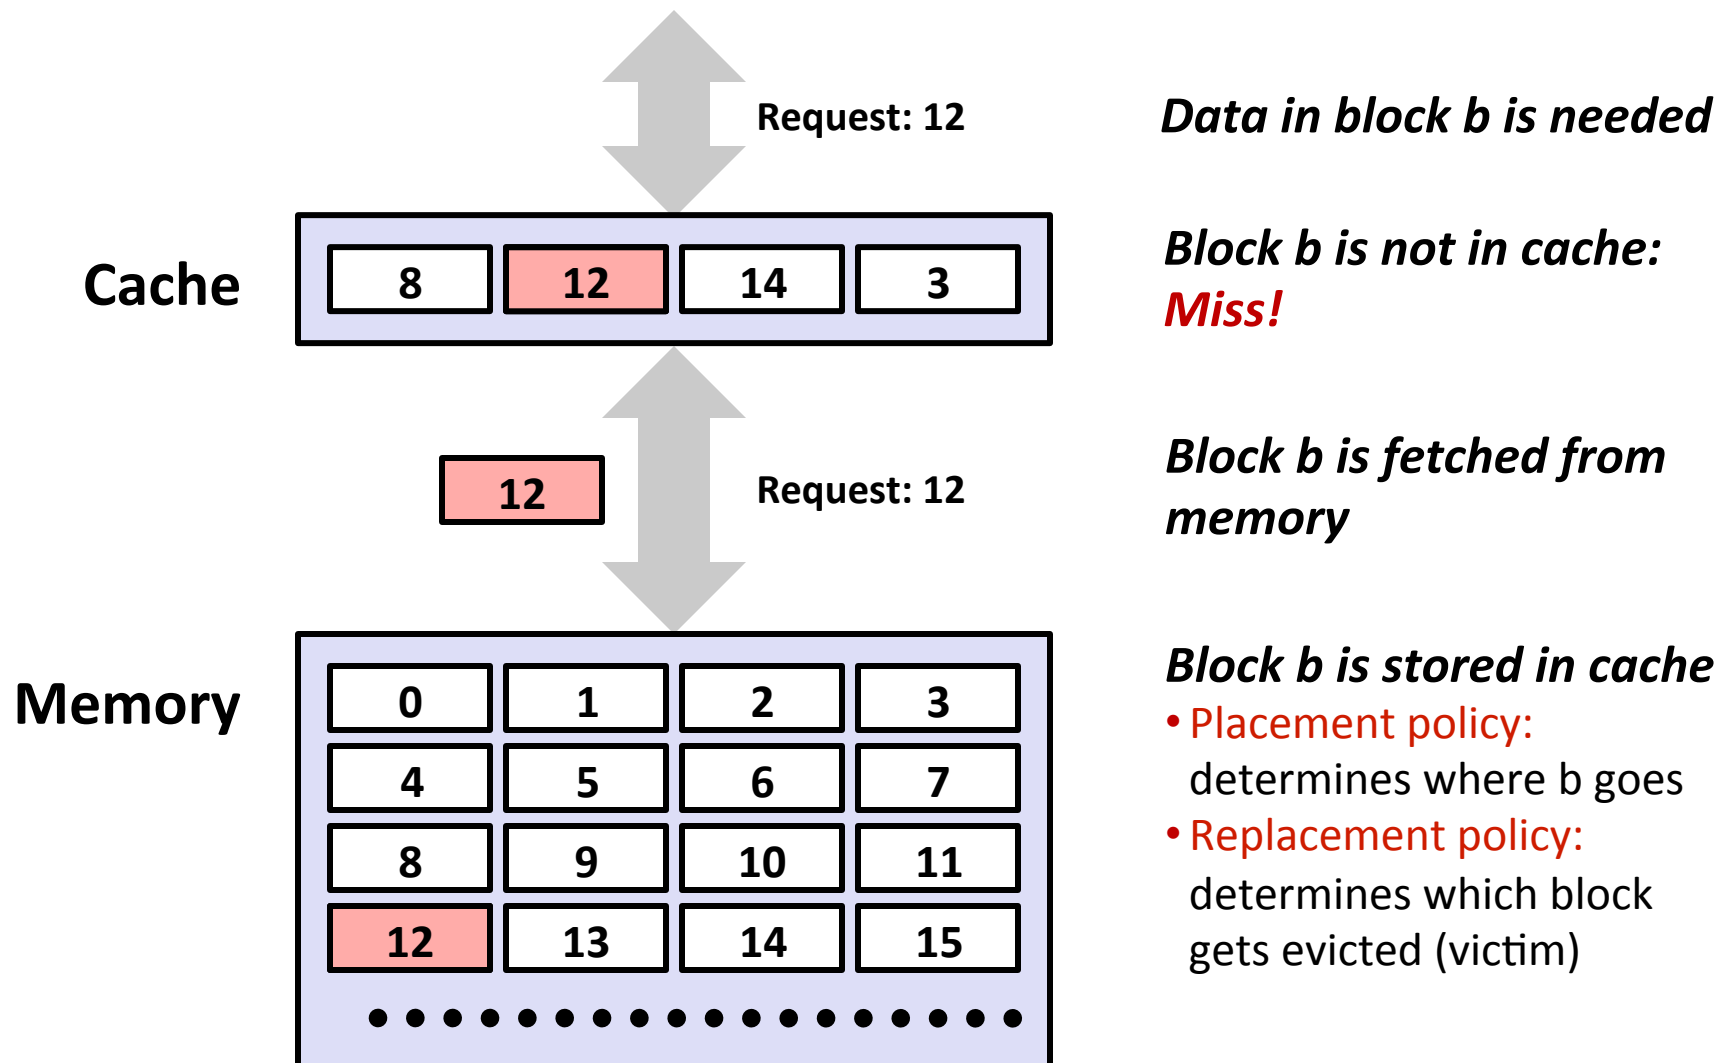 Request: 12
Data in block b is needed
Cache
8 12 14 3
Block b is not in cache:
Miss!
12
Request: 12
Block b is fetched from
memory
Memory
0 1 2 3
4 5 6 7
8 9 10 11
12 13 14 15
Block b is stored in cache
• Placement policy:
determines where b goes
• Replacement policy:
determines which block
gets evicted (victim)